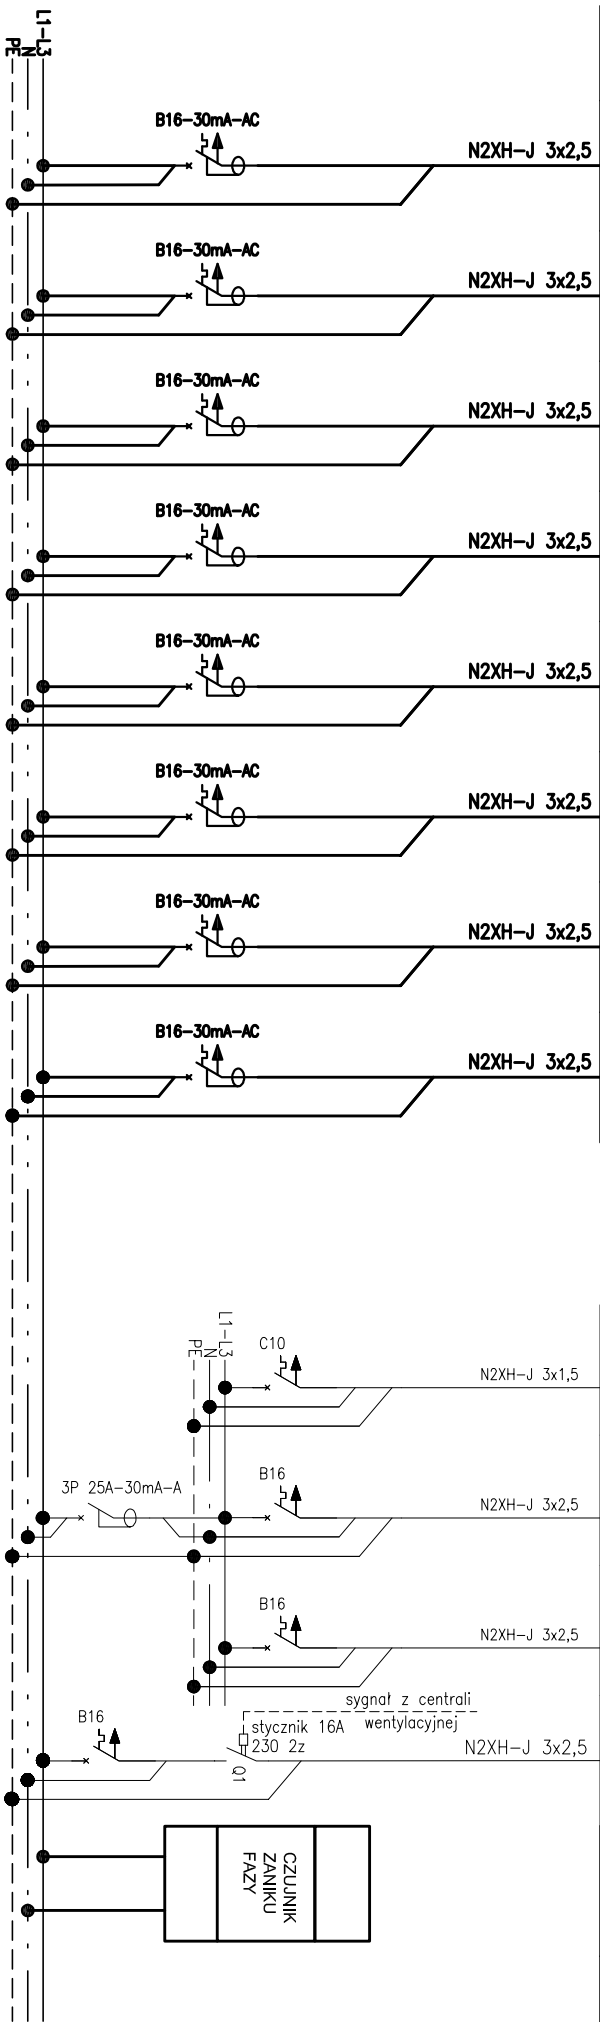 L1-L3
N
PE
B16-30mA-AC
N2XH-J 3x2,5
B16-30mA-AC
N2XH-J 3x2,5
B16-30mA-AC
N2XH-J 3x2,5
B16-30mA-AC
N2XH-J 3x2,5
B16-30mA-AC
N2XH-J 3x2,5
B16-30mA-AC
N2XH-J 3x2,5
B16-30mA-AC
N2XH-J 3x2,5
B16-30mA-AC
N2XH-J 3x2,5
L1-L3
N
PE
C10
N2XH-J 3x1,5
3P 25A-30mA-A
B16
N2XH-J 3x2,5
B16
N2XH-J 3x2,5
B16
sygnał z centrali
wentylacyjnej
stycznik 16A
230 2z
Q1
N2XH-J 3x2,5
CZUJNIK
ZANIKU
FAZY